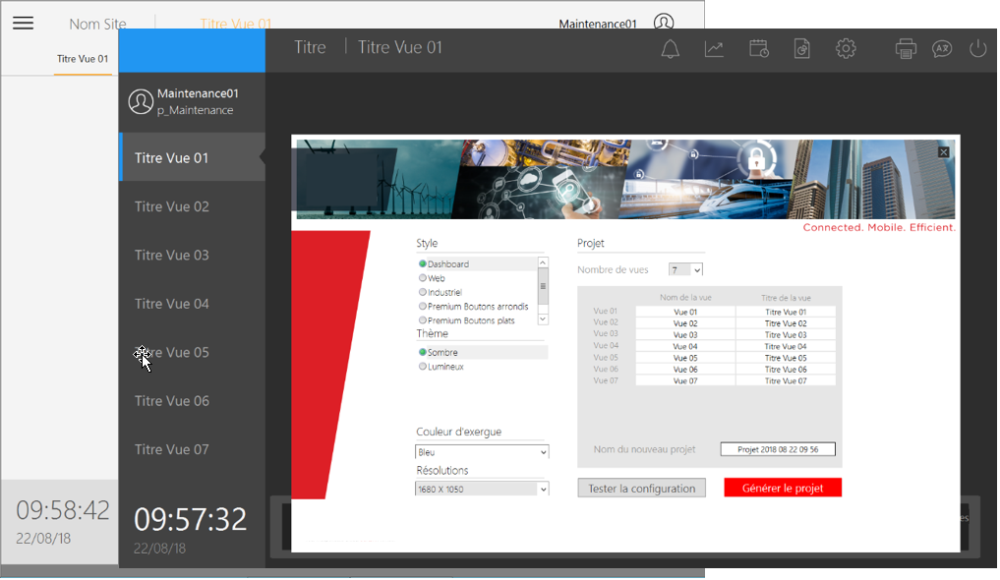 Nom Site
Titre Vue 01
Maintenance01
Titre Vue 01
Titre
Titre Vue 01
Maintenance01
p_Maintenance
Titre Vue 01
Titre Vue 02
Titre Vue 03
Titre Vue 04
Vue 05
Titre Vue 06
Titre Vue 07
09:58:42
22/08/18
09:57:32
22/08/18
Connected. Mobile. Efficient.
Style
Dashboard
Web
Industriel
Premium Boutons arrondis
Premium Boutons plats
Thème
Sombre
Lumineux
Couleur d'exergue
Bleu
Résolutions
1680 X 1050
Projet
Nombre de vues 7
Nom de la vue Titre de la vue
Vue 01 Vue 01 Titre Vue 01
Vue 02 Vue 02 Titre Vue 02
Vue 03 Vue 03 Titre Vue 03
Vue 04 Vue 04 Titre Vue 04
Vue 05 Vue 05 Titre Vue 05
Vue 06 Vue 06 Titre Vue 06
Vue 07 Vue 07 Titre Vue 07
Nom du nouveau projet Projet 2018 08 22 09 56
Tester la configuration
Générer le projet
es